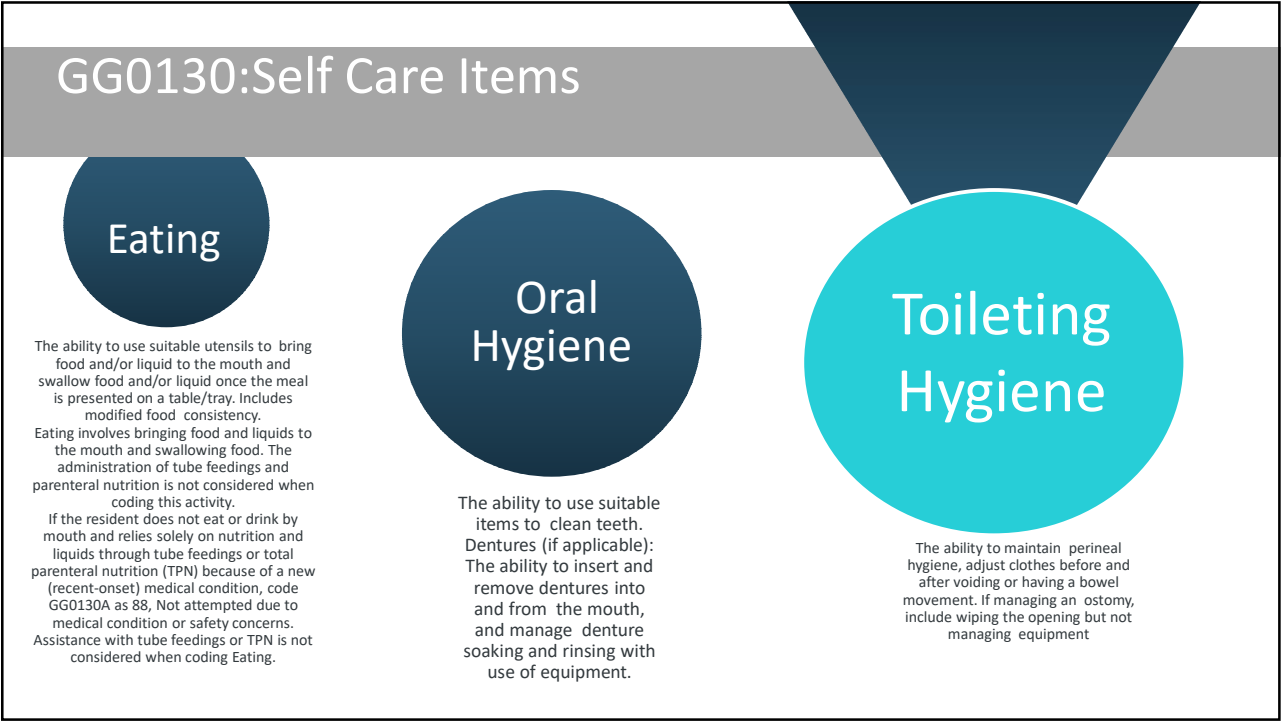 GG0130:Self Care Items
Eating
The ability to use suitable utensils to  bring
food and/or liquid to the mouth and
swallow food and/or liquid once the meal
is presented on a table/tray. Includes
modified food  consistency.
Eating involves bringing food and liquids to
the mouth and swallowing food. The
administration of tube feedings and
parenteral nutrition is not considered when
coding this activity.
If the resident does not eat or drink by
mouth and relies solely on nutrition and
liquids through tube feedings or total
parenteral nutrition (TPN) because of a new
(recent-onset) medical condition, code
GG0130A as 88, Not attempted due to
medical condition or safety concerns.
Assistance with tube feedings or TPN is not
considered when coding Eating.
Oral
Hygiene
The ability to use suitable
items to  clean teeth.
Dentures (if applicable):
The ability to insert and
remove dentures into
and from  the mouth,
and manage  denture
soaking and rinsing with
use of equipment.
Toileting
Hygiene
The ability to maintain  perineal
hygiene, adjust clothes before and
after voiding or having a bowel
movement. If managing an  ostomy,
include wiping the opening but not
managing  equipment